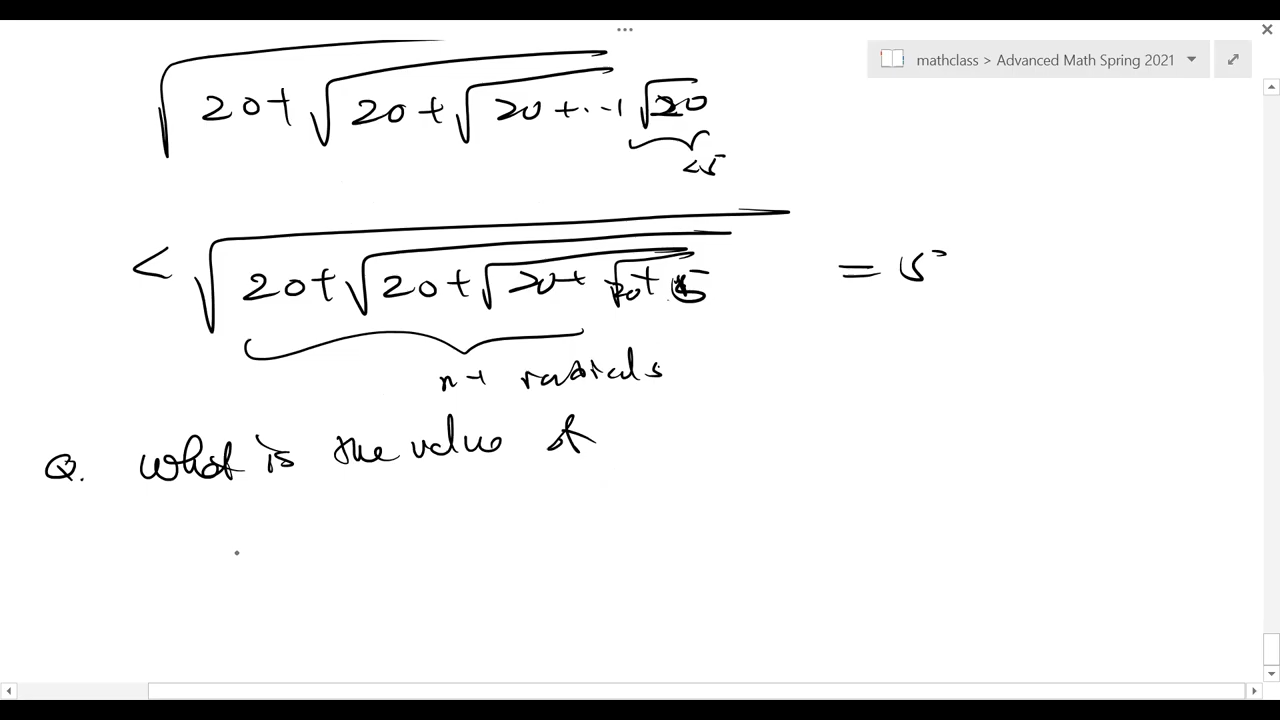 mathclass > Advanced Math Spring 2021
√(20+√(20+√(20+...√20
<5
< √(20+√(20+√(20+ √20+ 5 = 5
n-1 radicals
Q. What is the value of